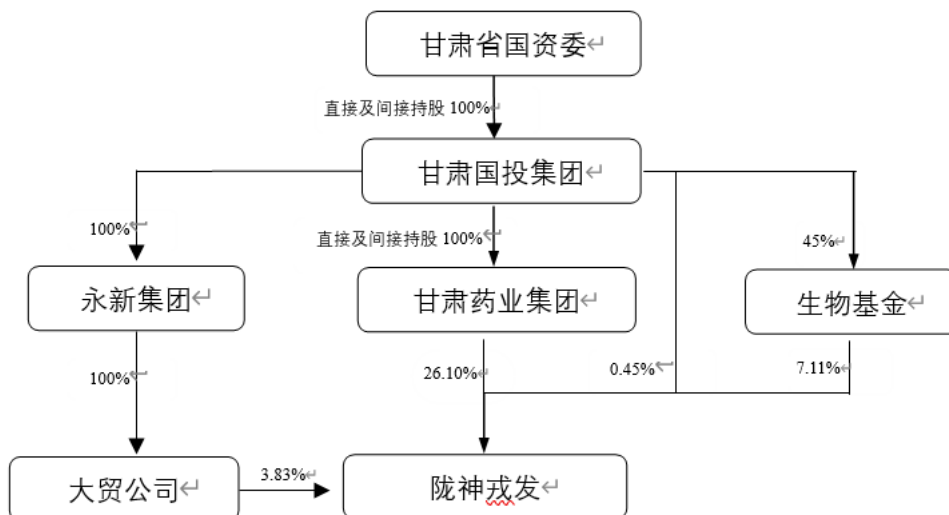 甘肃省国资委
直接及间接持股 100%
甘肃国投集团
100%
直接及间接持股 100%
45%
永新集团
甘肃药业集团
生物基金
100%
26.10%
0.45%
7.11%
大贸公司
3.83%
陇神戎发